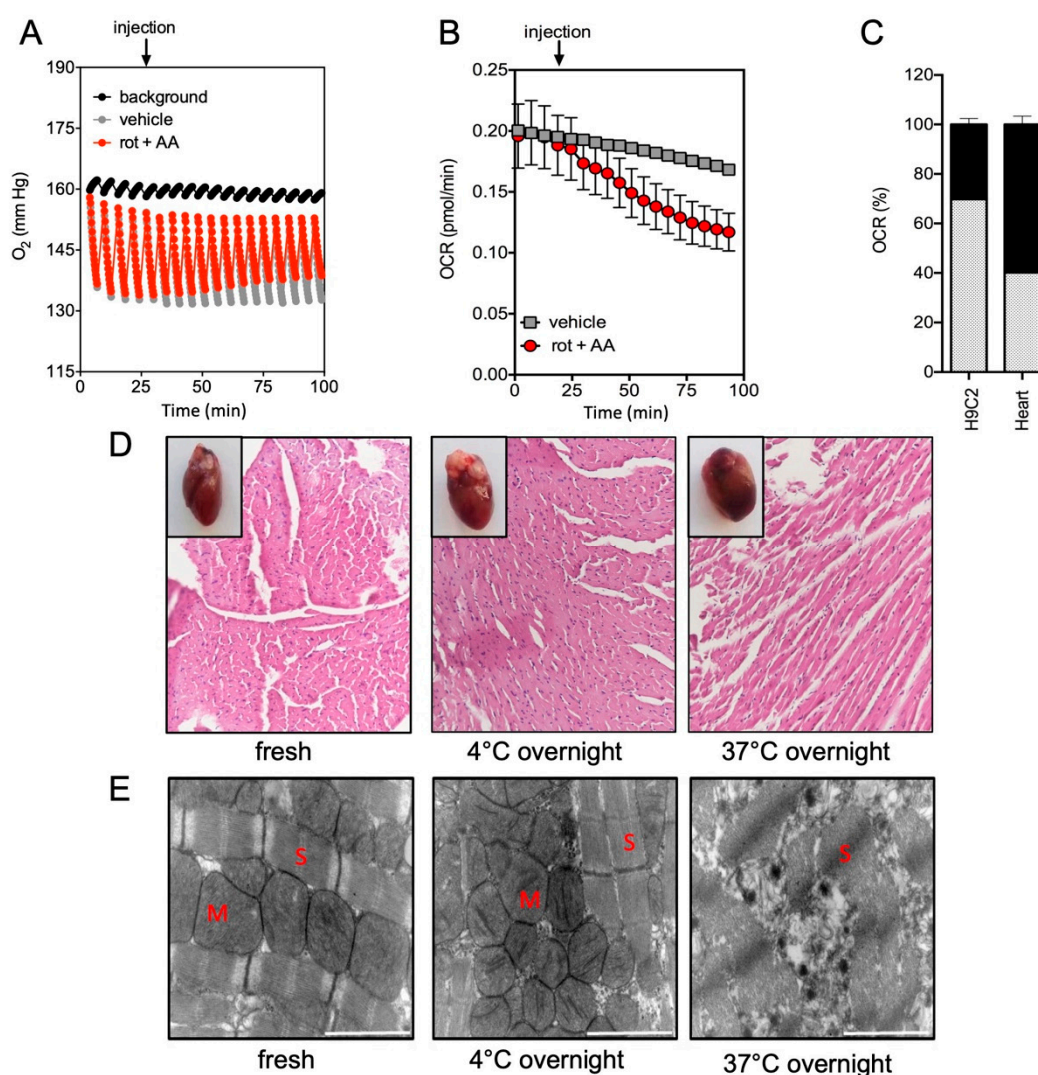 A
injection
190
175
160
145
130
115
O2 (mm Hg)
background
vehicle
rot + AA
0 25 50 75 100
Time (min)
B
injection
0.25
0.20
0.15
0.10
0.05
0.00
OCR (pmol/min)
vehicle
rot + AA
0 25 50 75 100
Time (min)
C
120
100
80
60
40
20
0
OCR (%)
H9C2
Heart
D
fresh
4°C overnight
37°C overnight
E
S
M
S
M
S
fresh
4°C overnight
37°C overnight